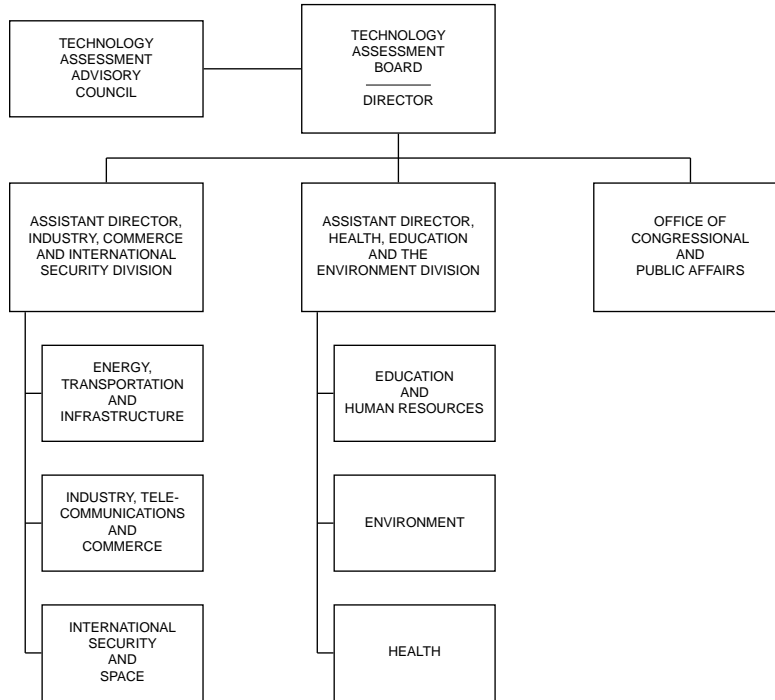 TECHNOLOGY
ASSESSMENT
ADVISORY
COUNCIL
TECHNOLOGY
ASSESSMENT
BOARD
DIRECTOR
ASSISTANT DIRECTOR,
INDUSTRY, COMMERCE
AND INTERNATIONAL
SECURITY DIVISION
ASSISTANT DIRECTOR,
HEALTH, EDUCATION
AND THE
ENVIRONMENT DIVISION
OFFICE OF
CONGRESSIONAL
AND
PUBLIC AFFAIRS
ENERGY,
TRANSPORTATION
AND
INFRASTRUCTURE
EDUCATION
AND
HUMAN RESOURCES
INDUSTRY, TELE-
COMMUNICATIONS
AND
COMMERCE
ENVIRONMENT
INTERNATIONAL
SECURITY
AND
SPACE
HEALTH